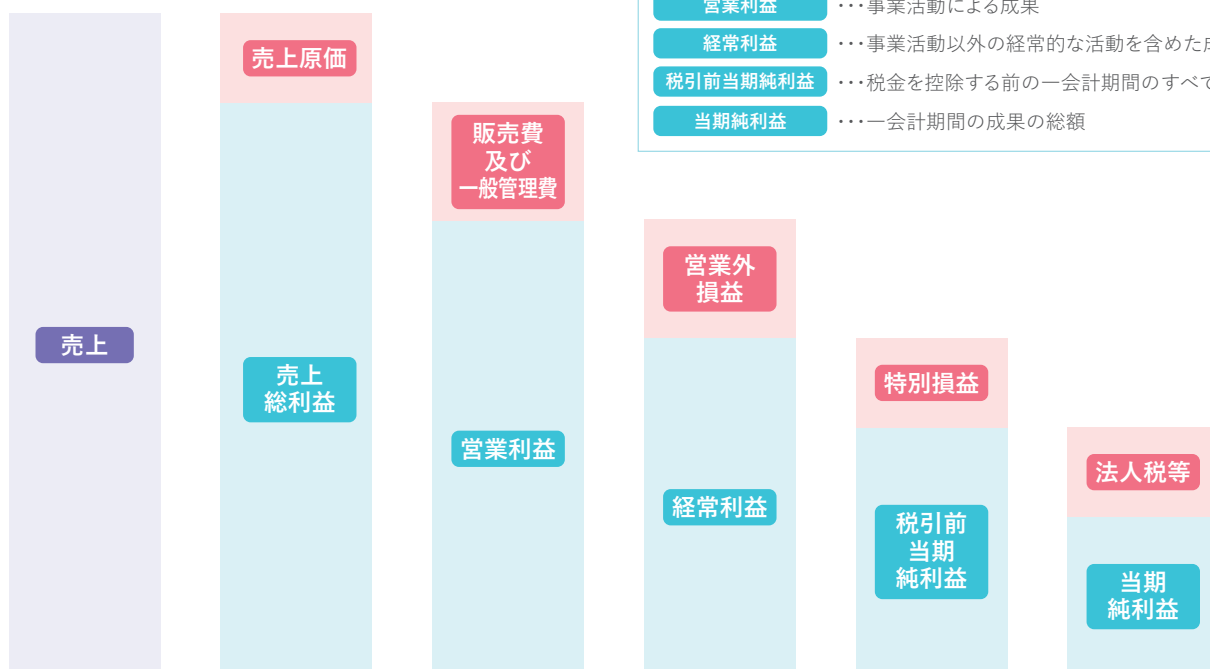 営業利益 ･･･事業活動による成果
経常利益 ･･･事業活動以外の経常的な活動を含めた
税引前当期純利益 ･･･税金を控除する前の一会計期間のすべて
当期純利益 ･･･一会計期間の成果の総額
売上
売上原価
売上
総利益
販売費
及び
一般管理費
営業利益
営業外
損益
経常利益
特別損益
税引前
当期
純利益
法人税等
当期
純利益